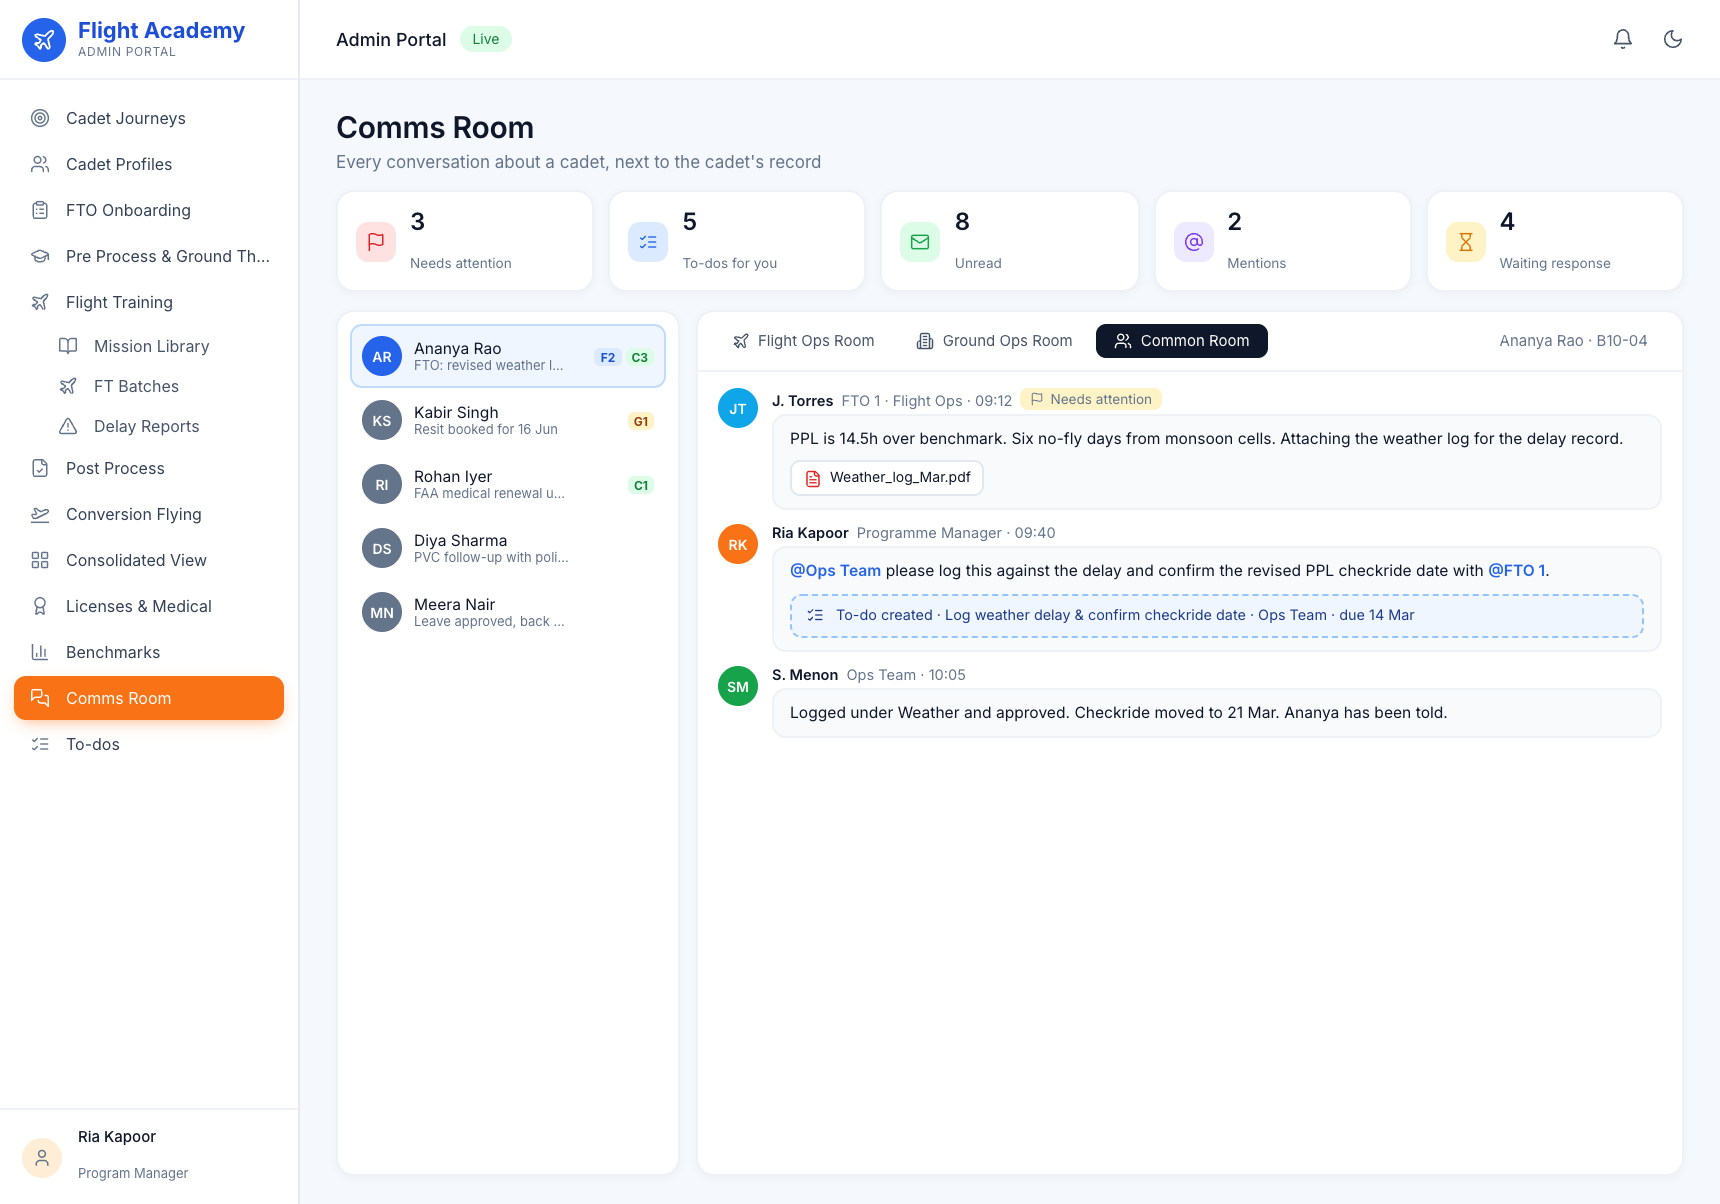 Flight Academy
ADMIN PORTAL
Admin Portal
Live
Cadet Journeys
Cadet Profiles
FTO Onboarding
Pre Process & Ground Th...
Flight Training
Mission Library
FT Batches
Delay Reports
Post Process
Conversion Flying
Consolidated View
Licenses & Medical
Benchmarks
Comms Room
To-dos
Ria Kapoor
Program Manager
Comms Room
Every conversation about a cadet, next to the cadet's record
3
Needs attention
5
To-dos for you
8
Unread
2
Mentions
4
Waiting response
AR
Ananya Rao
FTO: revised weather l...
F2 C3
KS
Kabir Singh
Resit booked for 16 Jun
G1
RI
Rohan Iyer
FAA medical renewal u...
C1
DS
Diya Sharma
PVC follow-up with poli...
MN
Meera Nair
Leave approved, back ...
Flight Ops Room
Ground Ops Room
Common Room
Ananya Rao · B10-04
JT
J. Torres FTO 1 · Flight Ops · 09:12 Needs attention
PPL is 14.5h over benchmark. Six no-fly days from monsoon cells. Attaching the weather log for the delay record.
Weather_log_Mar.pdf
RK
Ria Kapoor Programme Manager · 09:40
@Ops Team please log this against the delay and confirm the revised PPL checkride date with @FTO 1.
To-do created · Log weather delay & confirm checkride date · Ops Team · due 14 Mar
SM
S. Menon Ops Team · 10:05
Logged under Weather and approved. Checkride moved to 21 Mar. Ananya has been told.